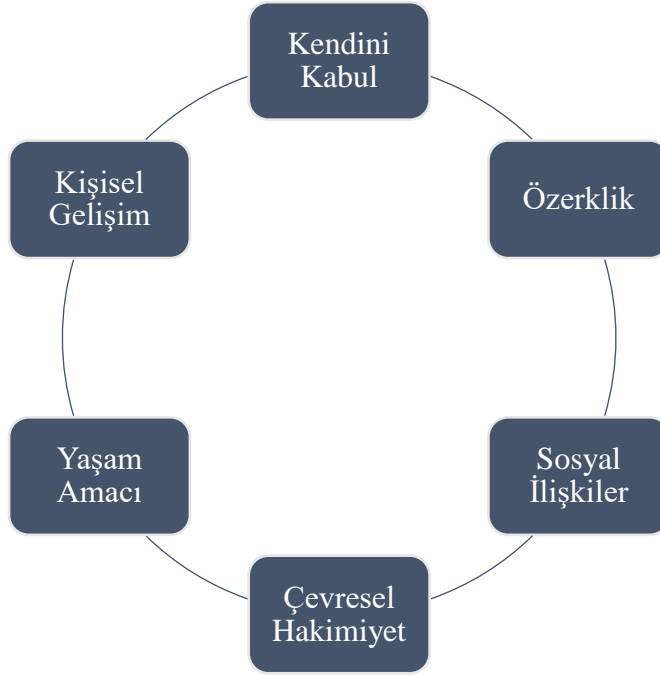 Kendini
Kabul
Özerklik
Sosyal
İlişkiler
Çevresel
Hakimiyet
Yaşam
Amacı
Kişisel
Gelişim